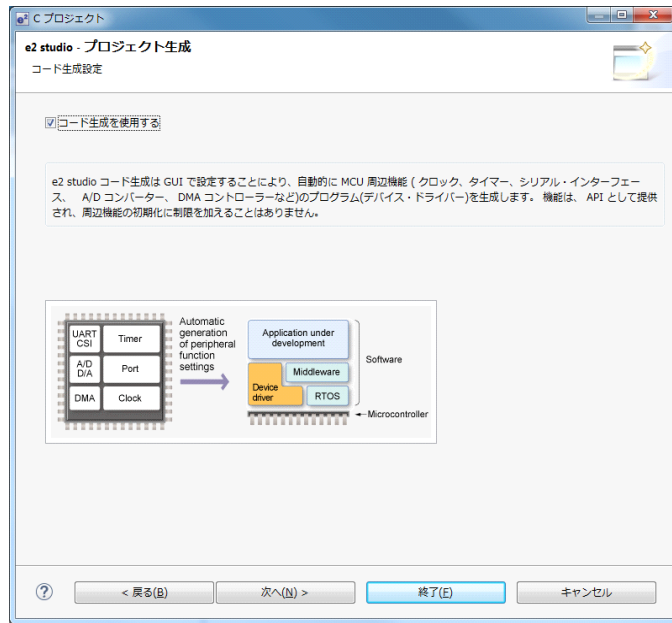 e² C プロジェクト
e2 studio - プロジェクト生成
コード生成設定
コード生成を使用する
e2 studio コード生成は GUI で設定することにより、自動的に MCU 周辺機能 ( クロック、タイマー、シリアル・インターフェー
ス、 A/D コンバーター、 DMA コントローラーなど)のプログラム(デバイス・ドライバー)を生成します。 機能は、 API として提供
され、周辺機能の初期化に制限を加えることはありません。
UART
CSI
Timer
A/D
D/A
Port
DMA
Clock
Automatic
generation
of peripheral
function
settings
Application under
development
Middleware
Device
driver
RTOS
Software
Microcontroller
? < 戻る(B) 次へ(N) > 終了(F) キャンセル